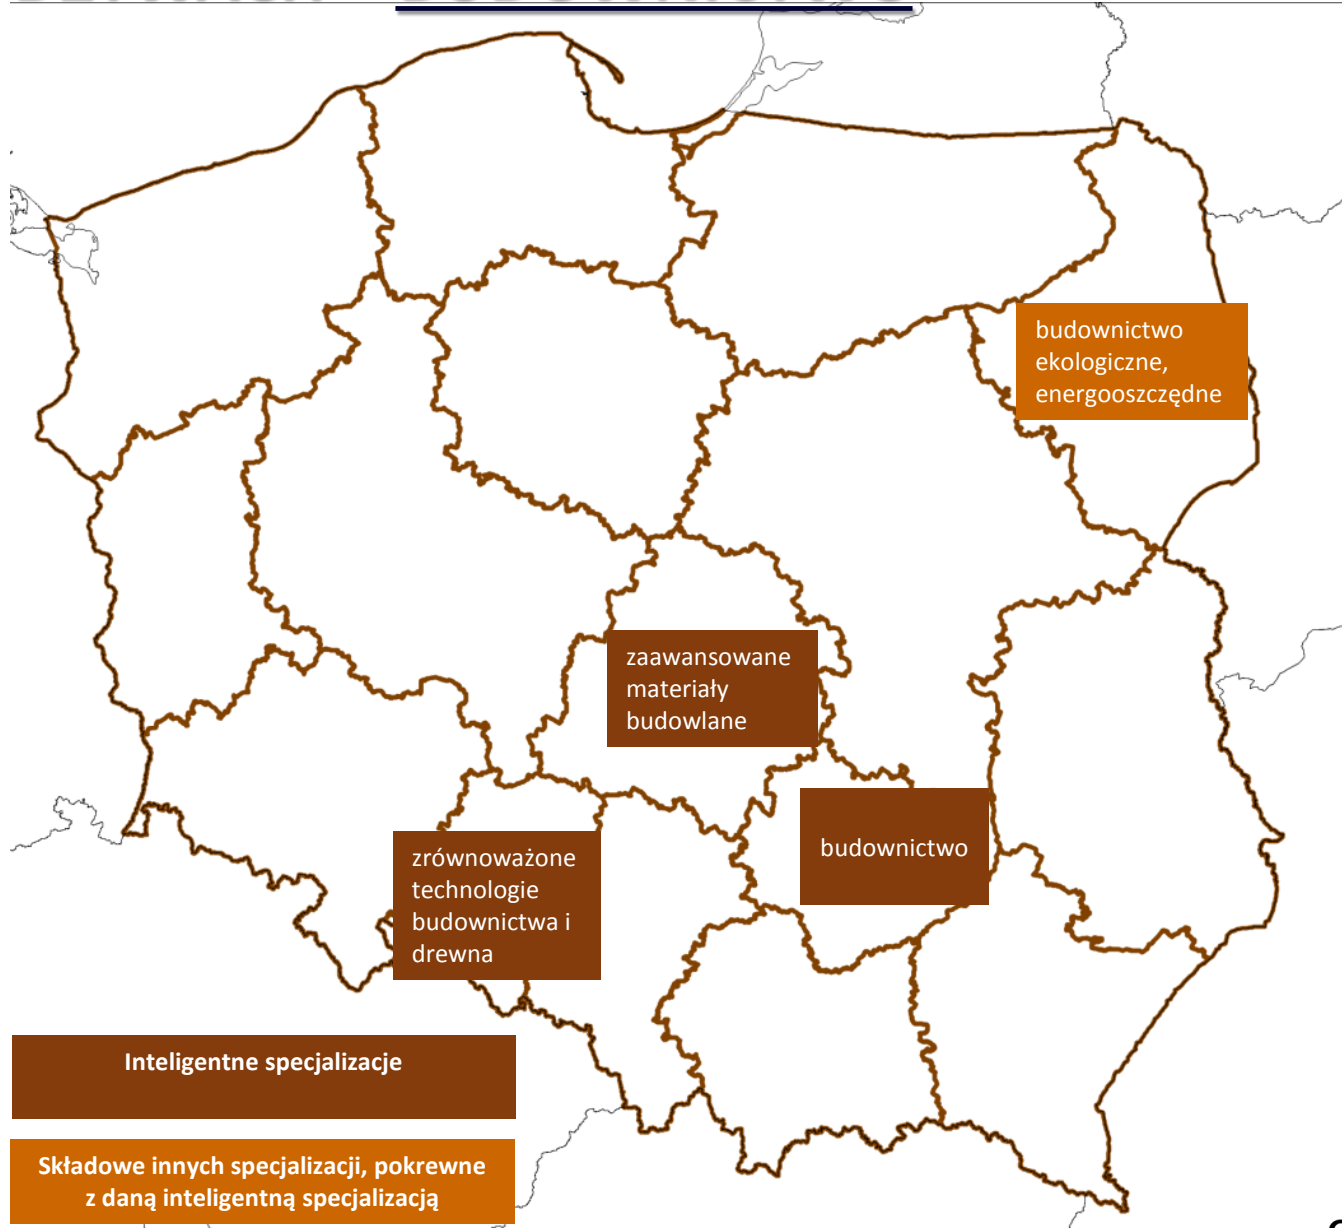 budownictwo
ekologiczne,
energooszczędne
zaawansowane
materiały
budowlane
budownictwo
zrównoważone
technologie
budownictwa i
drewna
Inteligentne specjalizacje
Składowe innych specjalizacji, pokrewne
z daną inteligentną specjalizacją